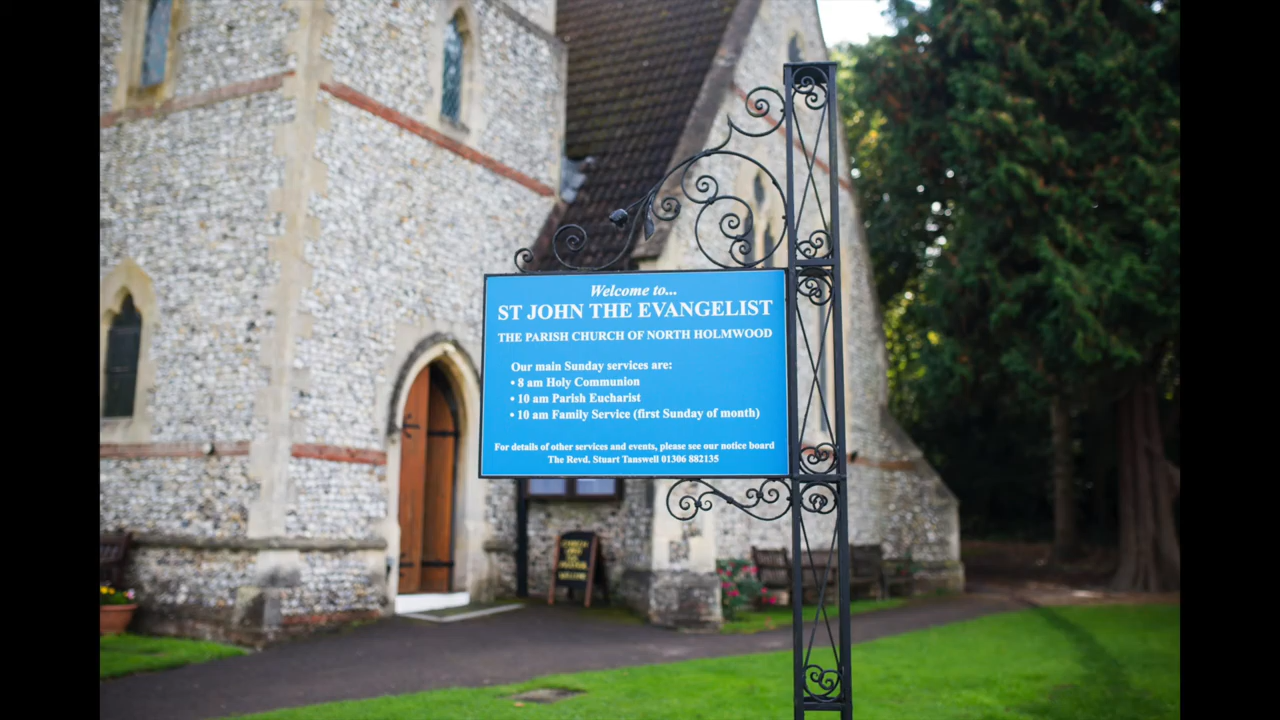 Welcome to...
ST JOHN THE EVANGELIST
THE PARISH CHURCH OF NORTH HOLMWOOD
Our main Sunday services are:
• 8 am Holy Communion
• 10 am Parish Eucharist
• 10 am Family Service (first Sunday of month)
For details of other services and events, please see our notice board
The Revd. Stuart Tanswell 01306 882135